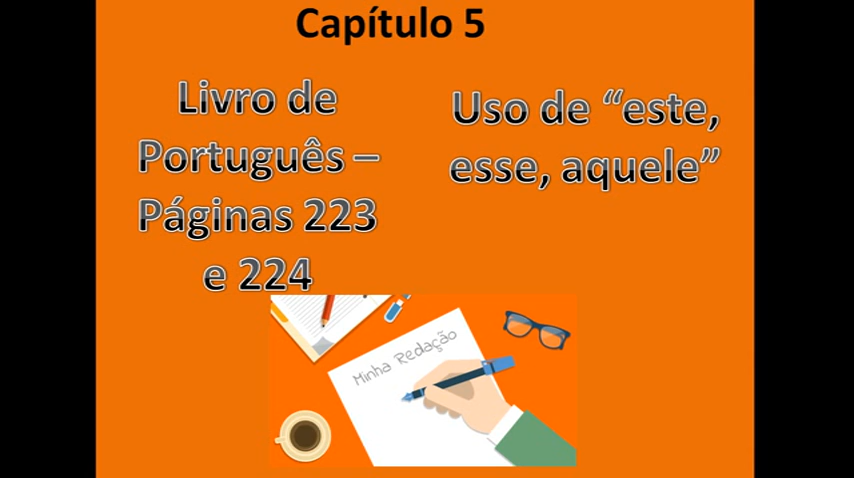 Capítulo 5
Livro de
Português –
Páginas 223
e 224
Uso de “este,
esse, aquele”
Minha Redação